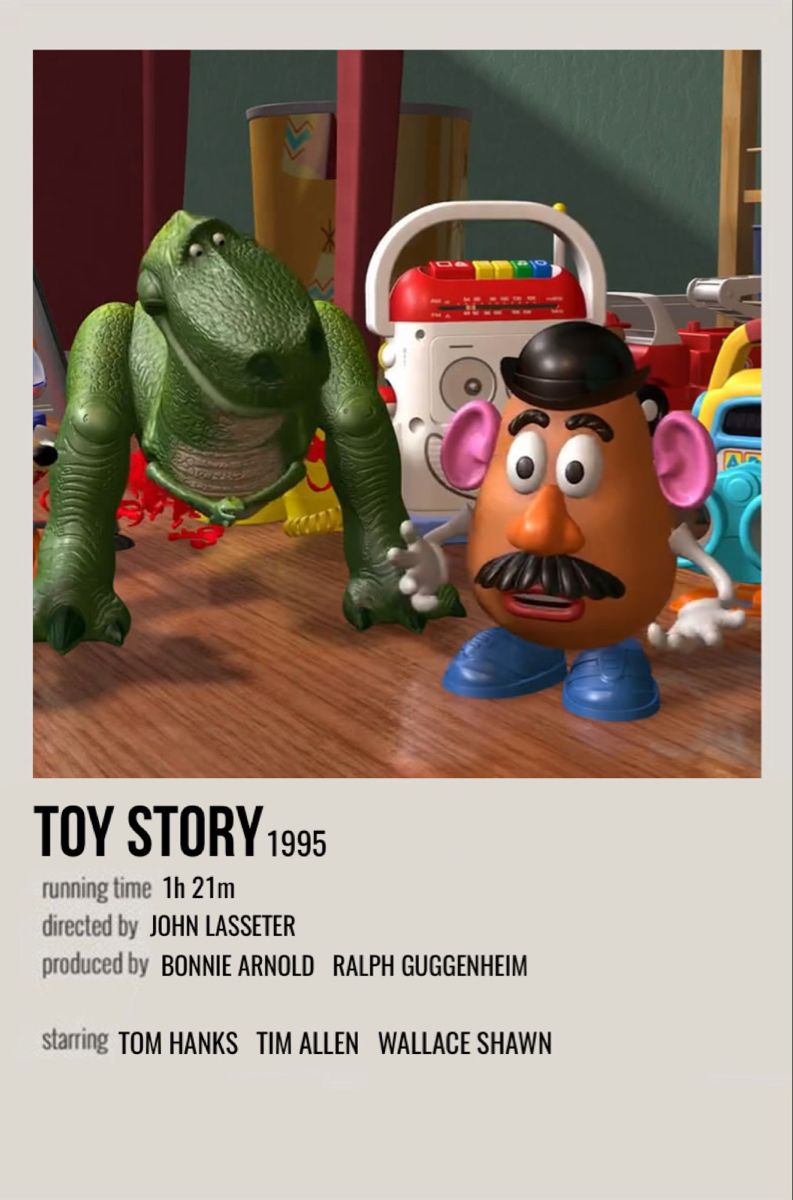 TOY STORY 1995
running time 1h 21m
directed by JOHN LASSETER
produced by BONNIE ARNOLD RALPH GUGGENHEIM
starring TOM HANKS TIM ALLEN WALLACE SHAWN